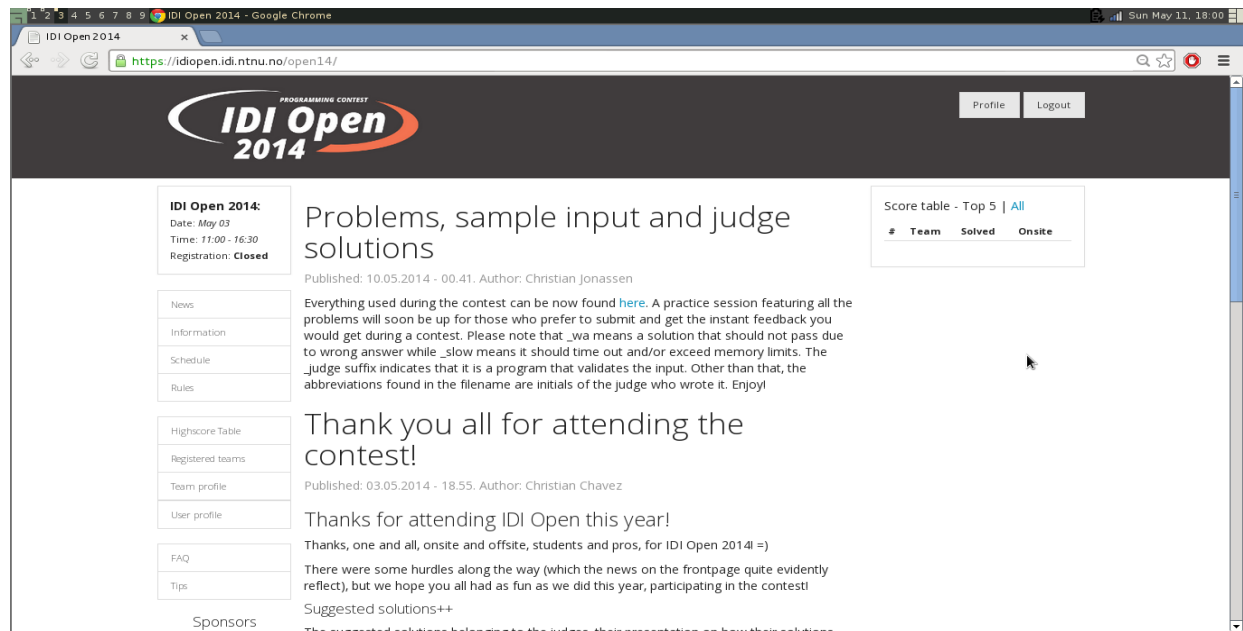 1 2 3 4 5 6 7 8 9 IDI Open 2014 - Google Chrome
Sun May 11, 18:00
IDI Open 2014
https://idiopen.idi.ntnu.no/open14/
PROGRAMMING CONTEST
IDI Open
2014
Profile
Logout
IDI Open 2014:
Date: May 03
Time: 11:00 - 16:30
Registration: Closed
News
Information
Schedule
Rules
Highscore Table
Registered teams
Team profile
User profile
FAQ
Tips
Sponsors
Problems, sample input and judge
solutions
Published: 10.05.2014 - 00.41. Author: Christian Jonassen
Everything used during the contest can be now found here. A practice session featuring all the
problems will soon be up for those who prefer to submit and get the instant feedback you
would get during a contest. Please note that _wa means a solution that should not pass due
to wrong answer while _slow means it should time out and/or exceed memory limits. The
_judge suffix indicates that it is a program that validates the input. Other than that, the
abbreviations found in the filename are initials of the judge who wrote it. Enjoy!
Thank you all for attending the
contest!
Published: 03.05.2014 - 18.55. Author: Christian Chavez
Thanks for attending IDI Open this year!
Thanks, one and all, onsite and offsite, students and pros, for IDI Open 2014! =)
There were some hurdles along the way (which the news on the frontpage quite evidently
reflect), but we hope you all had as fun as we did this year, participating in the contest!
Suggested solutions++
The suggested solutions belonging to the judges, their presentation on how their solutions
Score table - Top 5 | All
# Team Solved Onsite